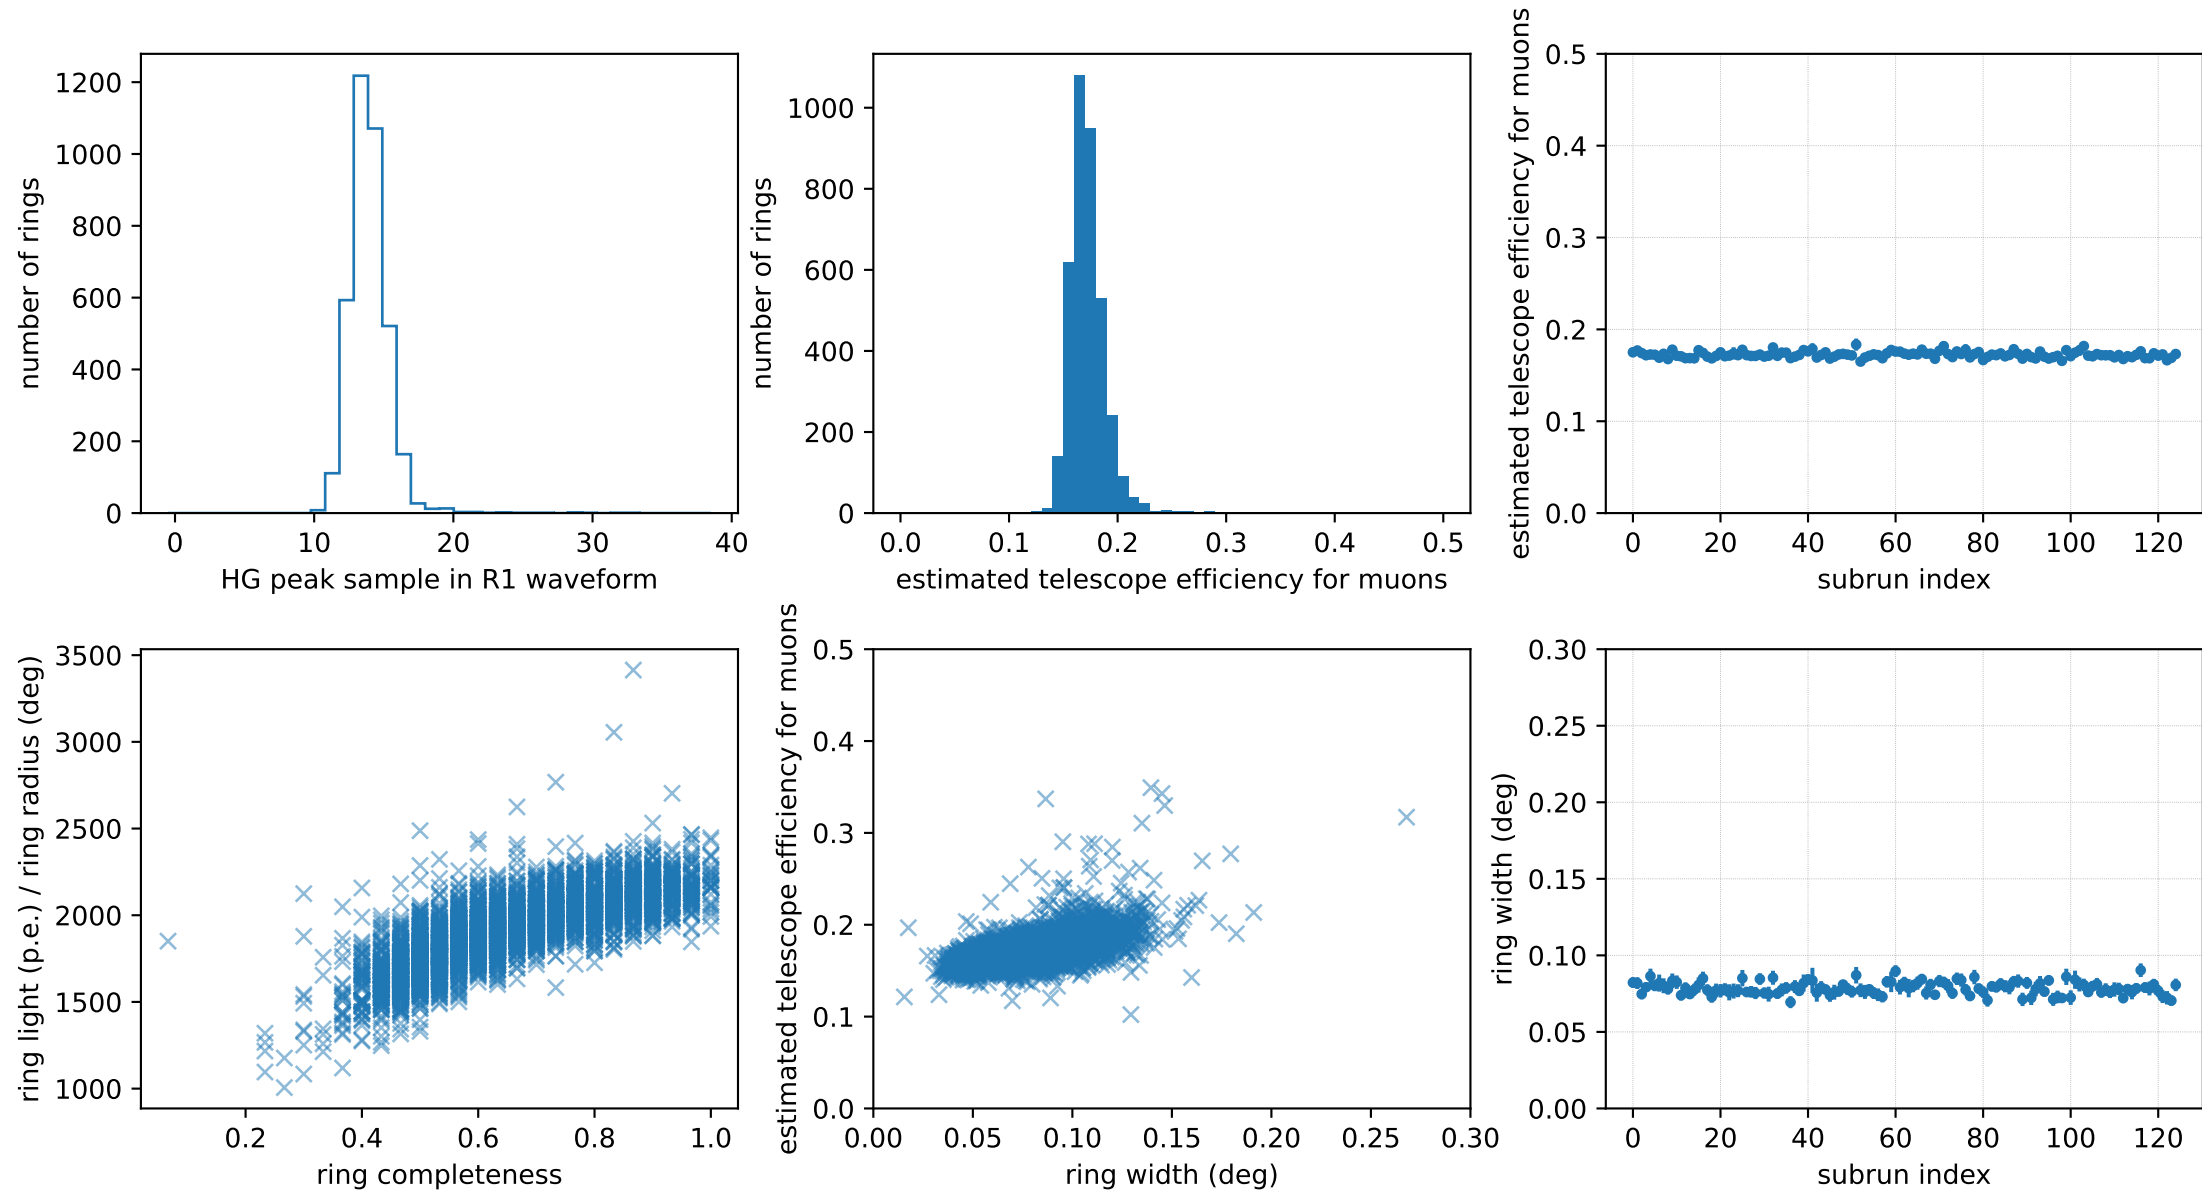 1200
1000
800
600
400
200
0
number of rings
0 10 20 30 40
HG peak sample in R1 waveform
1000
800
600
400
200
0
number of rings
0.0 0.1 0.2 0.3 0.4 0.5
estimated telescope efficiency for muons
0.5
0.4
0.3
0.2
0.1
0.0
estimated telescope efficiency for muons
0 20 40 60 80 100 120
subrun index
3500
3000
2500
2000
1500
1000
ring light (p.e.) / ring radius (deg)
0.2 0.4 0.6 0.8 1.0
ring completeness
0.5
0.4
0.3
0.2
0.1
0.0
estimated telescope efficiency for muons
0.00 0.05 0.10 0.15 0.20 0.25 0.30
ring width (deg)
0.30
0.25
0.20
0.15
0.10
0.05
0.00
ring width (deg)
0 20 40 60 80 100 120
subrun index